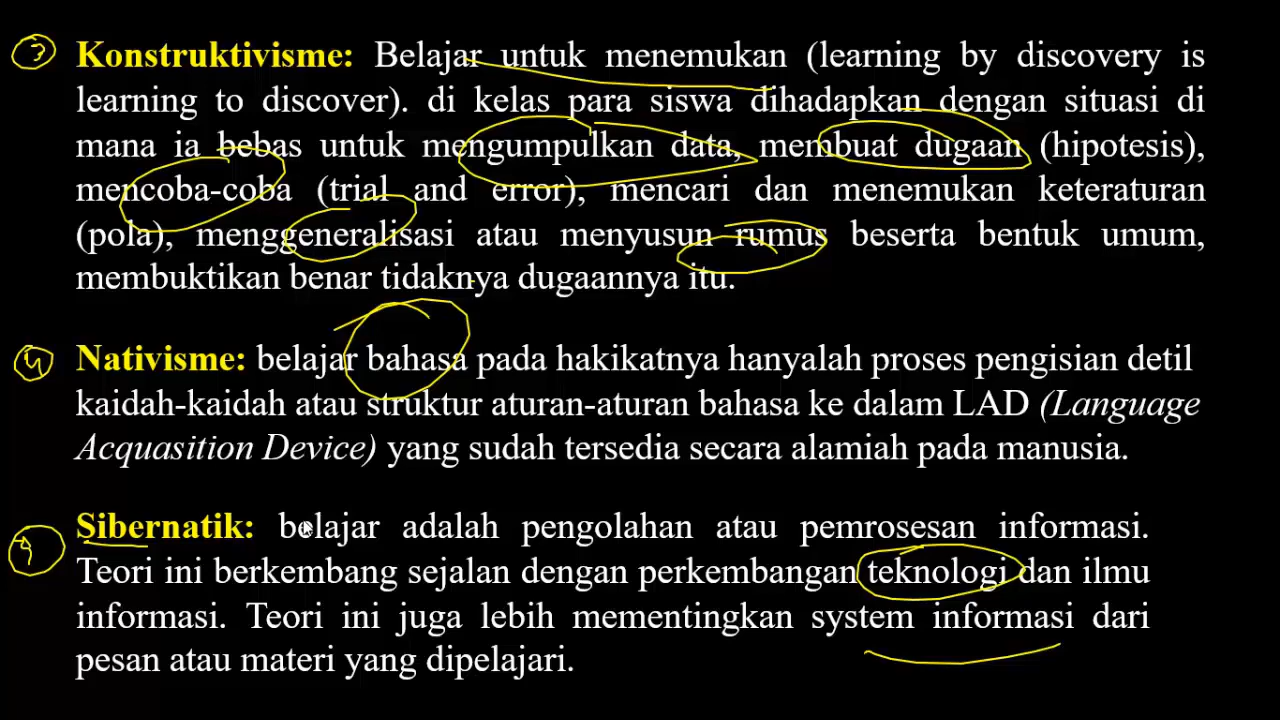 3 Konstruktivisme: Belajar untuk menemukan (learning by discovery is
learning to discover). di kelas para siswa dihadapkan dengan situasi di
mana ia bebas untuk mengumpulkan data, membuat dugaan (hipotesis),
mencoba-coba (trial and error), mencari dan menemukan keteraturan
(pola), menggeneralisasi atau menyusun rumus beserta bentuk umum,
membuktikan benar tidaknya dugaannya itu.
4 Nativisme: belajar bahasa pada hakikatnya hanyalah proses pengisian detil
kaidah-kaidah atau struktur aturan-aturan bahasa ke dalam LAD (Language
Acquasition Device) yang sudah tersedia secara alamiah pada manusia.
Sibernatik: belajar adalah pengolahan atau pemrosesan informasi.
Teori ini berkembang sejalan dengan perkembangan teknologi dan ilmu
informasi. Teori ini juga lebih mementingkan system informasi dari
pesan atau materi yang dipelajari.